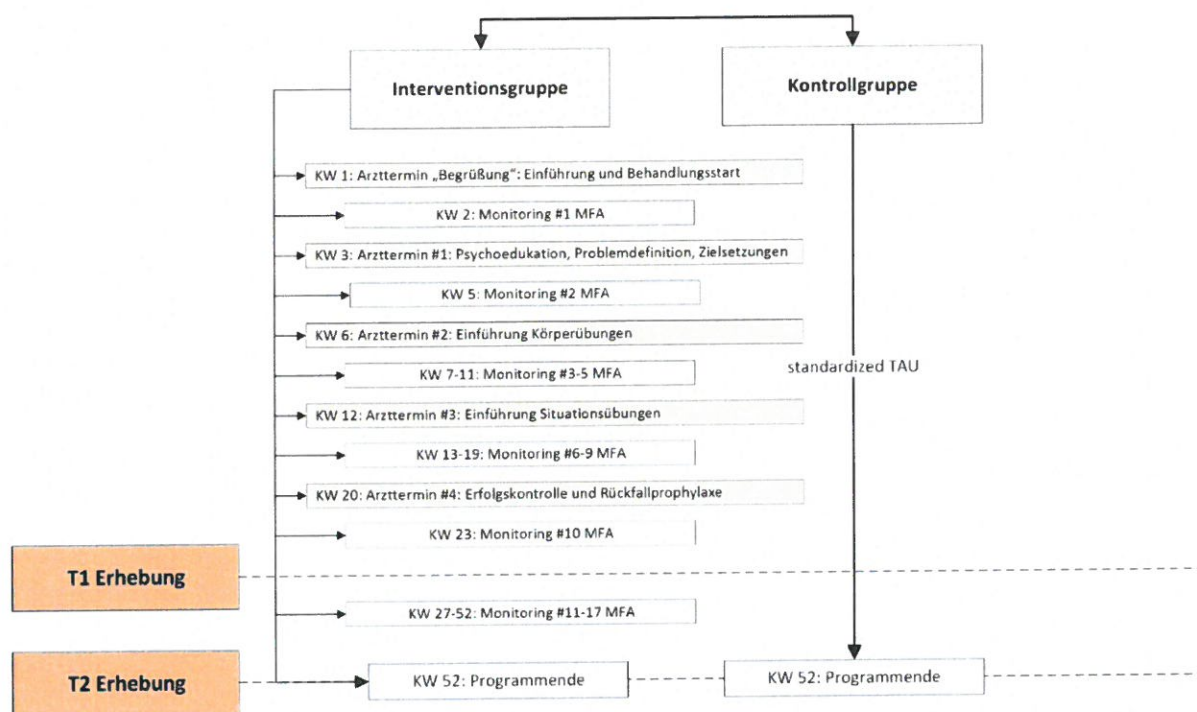 Interventionsgruppe
Kontrollgruppe
KW 1: Arzttermin „Begrüßung“: Einführung und Behandlungsstart
KW 2: Monitoring #1 MFA
KW 3: Arzttermin #1: Psychoedukation, Problemdefinition, Zielsetzungen
KW 5: Monitoring #2 MFA
KW 6: Arzttermin #2: Einführung Körperübungen
KW 7-11: Monitoring #3-5 MFA
standardized TAU
KW 12: Arzttermin #3: Einführung Situationsübungen
KW 13-19: Monitoring #6-9 MFA
KW 20: Arzttermin #4: Erfolgskontrolle und Rückfallprophylaxe
KW 23: Monitoring #10 MFA
T1 Erhebung
KW 27-52: Monitoring #11-17 MFA
T2 Erhebung
KW 52: Programmende
KW 52: Programmende